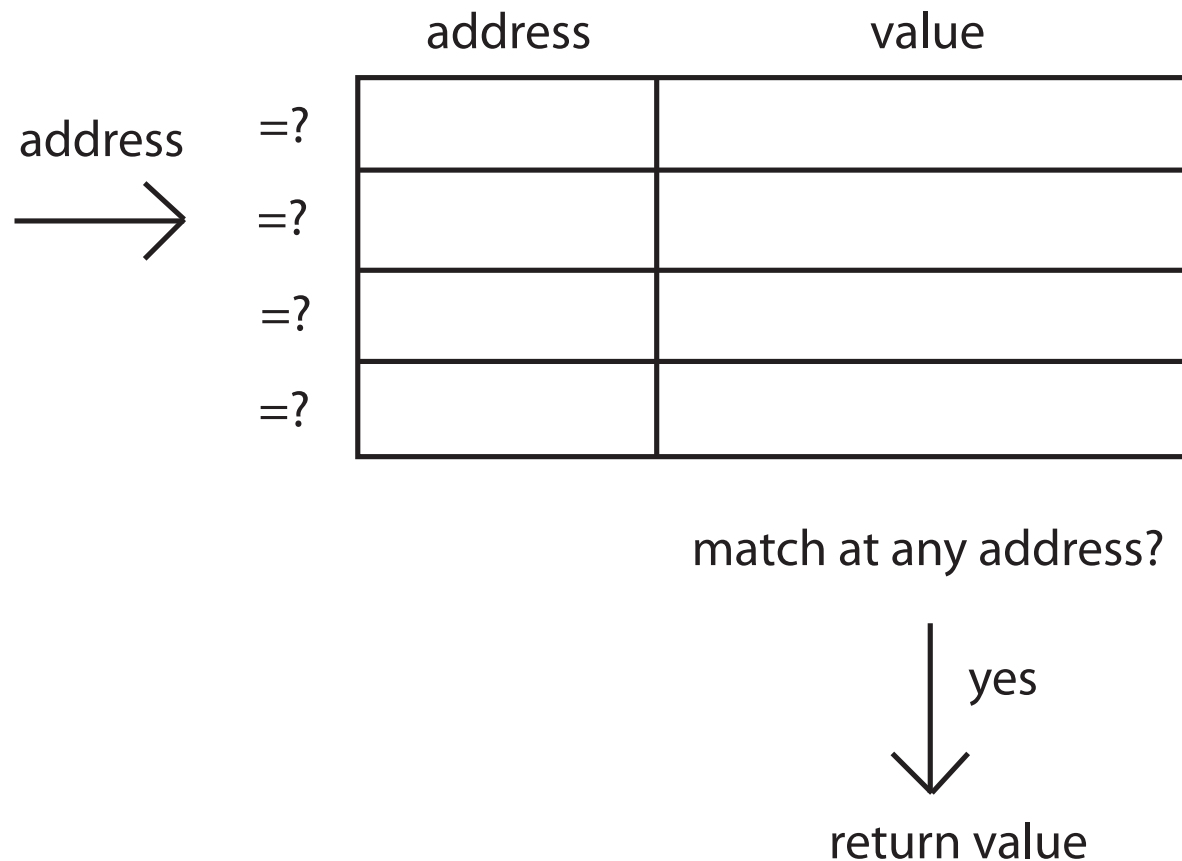 address value
address
=?
=?
=?
=?
match at any address?
yes
return value